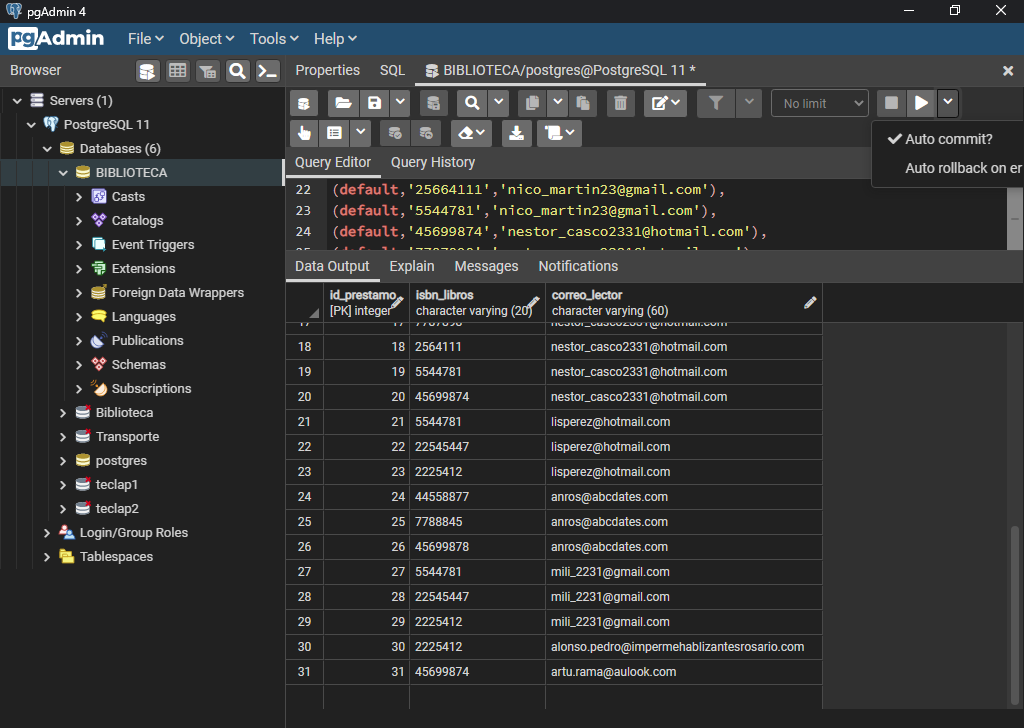 pgAdmin 4
pgAdmin File Object Tools Help
Browser
Properties SQL BIBLIOTECA/postgres@PostgreSQL 11 *
Servers (1)
PostgreSQL 11
Databases (6)
BIBLIOTECA
Casts
Catalogs
Event Triggers
Extensions
Foreign Data Wrappers
Languages
Publications
Schemas
Subscriptions
Biblioteca
Transporte
postgres
teclap1
teclap2
Login/Group Roles
Tablespaces
No limit
Auto commit?
Auto rollback on er
Query Editor Query History
22 (default,'25664111','nico_martin23@gmail.com'),
23 (default,'5544781','nico_martin23@gmail.com'),
24 (default,'45699874','nestor_casco2331@hotmail.com'),
Data Output Explain Messages Notifications
id_prestamo isbn_libros correo_lector
[PK] integer character varying (20) character varying (60)
18 18 2564111 nestor_casco2331@hotmail.com
19 19 5544781 nestor_casco2331@hotmail.com
20 20 45699874 nestor_casco2331@hotmail.com
21 21 5544781 lisperez@hotmail.com
22 22 22545447 lisperez@hotmail.com
23 23 2225412 lisperez@hotmail.com
24 24 44558877 anros@abcdates.com
25 25 7788845 anros@abcdates.com
26 26 45699878 anros@abcdates.com
27 27 5544781 mili_2231@gmail.com
28 28 22545447 mili_2231@gmail.com
29 29 2225412 mili_2231@gmail.com
30 30 2225412 alonso.pedro@impermehablizantesrosario.com
31 31 45699874 artu.rama@aulook.com